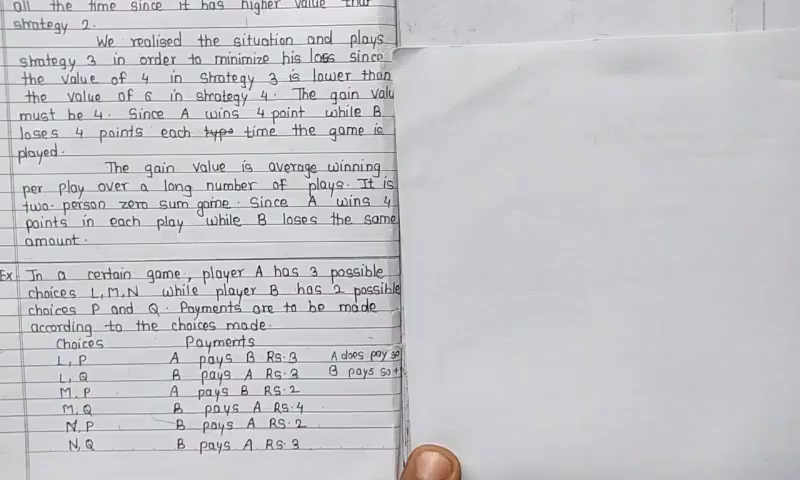 all the time since it has higher value than
strategy 2.
We realised the situation and plays
strategy 3 in order to minimize his loss since
the value of 4 in strategy 3 is lower than
the value of 6 in strategy 4. The gain valu
must be 4. Since A wins 4 point while B
loses 4 points each type time the game is
played.
The gain value is average winning
per play over a long number of plays. It is
two-person zero sum game. Since A wins 4
points in each play while B loses the same
amount.
Ex In a certain game, player A has 3 possible
choices L, M, N while player B has 2 possible
choices P and Q. Payments are to be made
according to the choices made.
Choices Payments
L, P A pays B RS.3 A does pay so
L, Q B pays A RS.3 B pays so
M, P A pays B RS.2
M, Q B pays A RS.4
N, P B pays A RS.2
N, Q B pays A RS.3